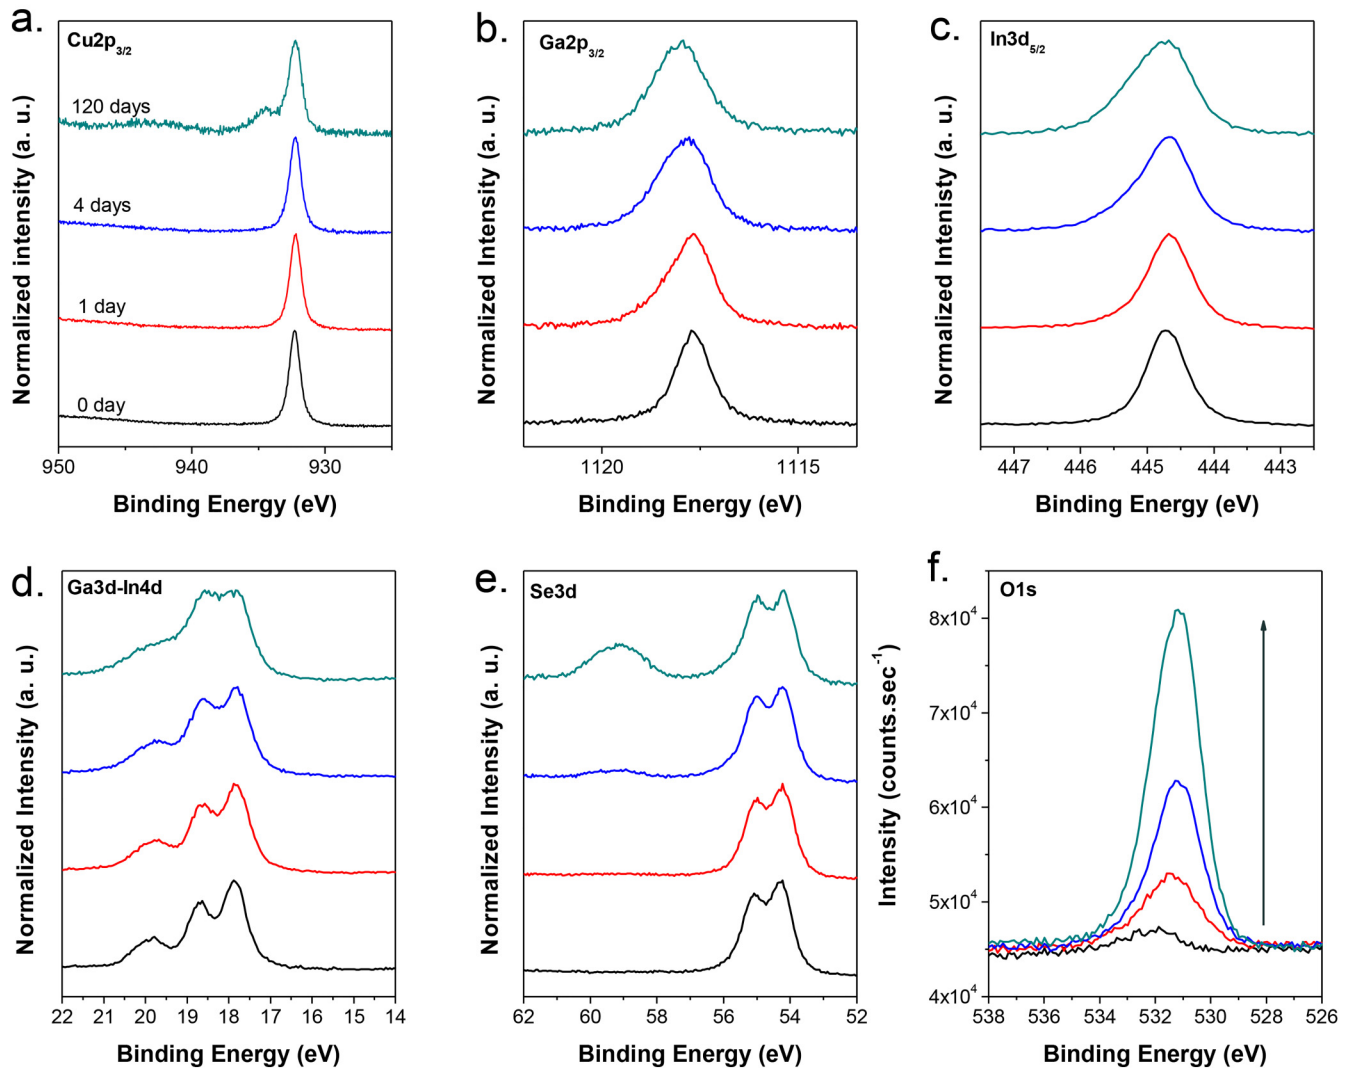 a.
Cu2p3/2
120 days
4 days
1 day
0 day
950 940 930
Binding Energy (eV)
Normalized intensity (a. u.)
b.
Ga2p3/2
1120 1115
Binding Energy (eV)
Normalized Intensity (a. u.)
c.
In3d5/2
447 446 445 444 443
Binding Energy (eV)
Normalized Intenisty (a. u.)
d.
Ga3d-In4d
22 21 20 19 18 17 16 15 14
Binding Energy (eV)
Normalized Intensity (a. u.)
e.
Se3d
62 60 58 56 54 52
Binding Energy (eV)
Normalized Intensity (a. u.)
f.
O1s
8x10⁴
7x10⁴
6x10⁴
5x10⁴
4x10⁴
538 536 534 532 530 528 526
Binding Energy (eV)
Intensity (counts.sec⁻¹)